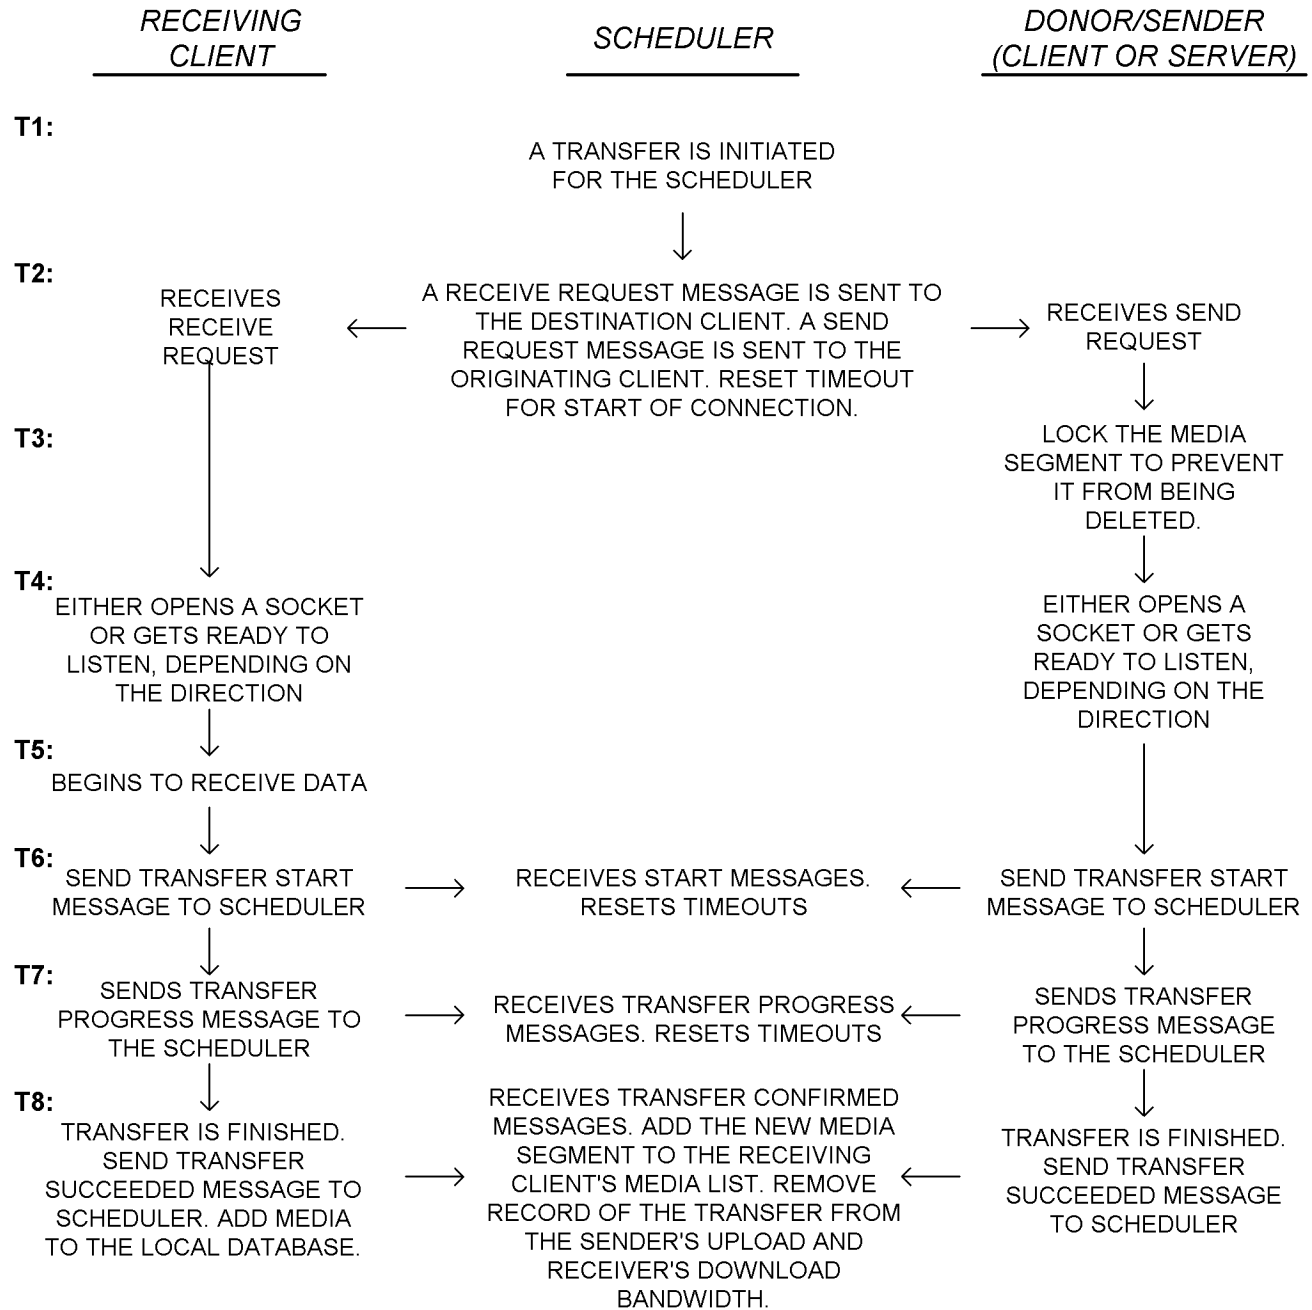 RECEIVING
CLIENT
SCHEDULER
DONOR/SENDER
(CLIENT OR SERVER)
T1:
A TRANSFER IS INITIATED
FOR THE SCHEDULER
T2:
RECEIVES
RECEIVE
REQUEST
A RECEIVE REQUEST MESSAGE IS SENT TO
THE DESTINATION CLIENT. A SEND
REQUEST MESSAGE IS SENT TO THE
ORIGINATING CLIENT. RESET TIMEOUT
FOR START OF CONNECTION.
RECEIVES SEND
REQUEST
T3:
LOCK THE MEDIA
SEGMENT TO PREVENT
IT FROM BEING
DELETED.
T4:
EITHER OPENS A SOCKET
OR GETS READY TO
LISTEN, DEPENDING ON
THE DIRECTION
EITHER OPENS A
SOCKET OR GETS
READY TO LISTEN,
DEPENDING ON THE
DIRECTION
T5:
BEGINS TO RECEIVE DATA
T6:
SEND TRANSFER START
MESSAGE TO SCHEDULER
RECEIVES START MESSAGES.
RESETS TIMEOUTS
SEND TRANSFER START
MESSAGE TO SCHEDULER
T7:
SENDS TRANSFER
PROGRESS MESSAGE TO
THE SCHEDULER
RECEIVES TRANSFER PROGRESS
MESSAGES. RESETS TIMEOUTS
SENDS TRANSFER
PROGRESS MESSAGE
TO THE SCHEDULER
T8:
TRANSFER IS FINISHED.
SEND TRANSFER
SUCCEEDED MESSAGE TO
SCHEDULER. ADD MEDIA
TO THE LOCAL DATABASE.
RECEIVES TRANSFER CONFIRMED
MESSAGES. ADD THE NEW MEDIA
SEGMENT TO THE RECEIVING
CLIENT'S MEDIA LIST. REMOVE
RECORD OF THE TRANSFER FROM
THE SENDER'S UPLOAD AND
RECEIVER'S DOWNLOAD
BANDWIDTH.
TRANSFER IS FINISHED.
SEND TRANSFER
SUCCEEDED MESSAGE
TO SCHEDULER